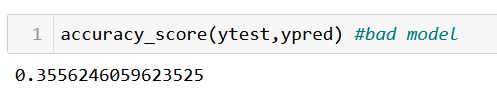 1 accuracy_score(ytest,ypred) #bad model
0.3556246059623525